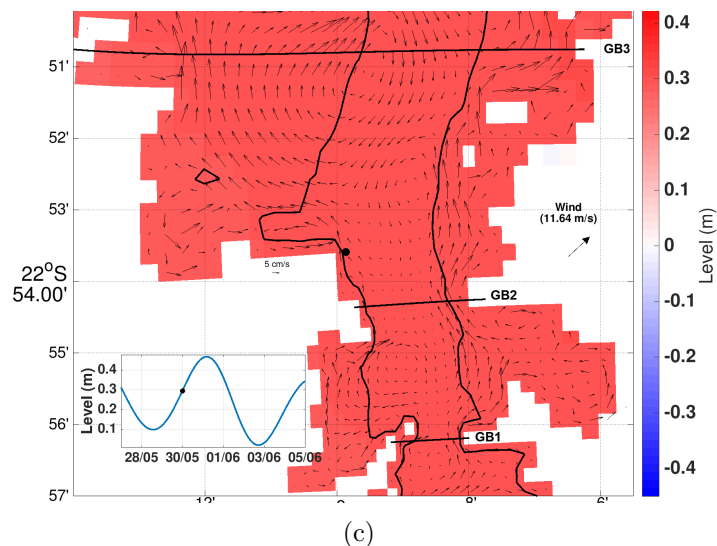 GB3
51'
52'
53'
Wind
(11.64 m/s)
5 cm/s
22°S
54.00'
GB2
55'
56'
GB1
57'
8'
6'
Level (m)
0.4
0.3
0.2
0.1
28/05 30/05 01/06 03/06 05/06
0.4
0.3
0.2
0.1
0
-0.1
-0.2
-0.3
-0.4
Level (m)
(c)